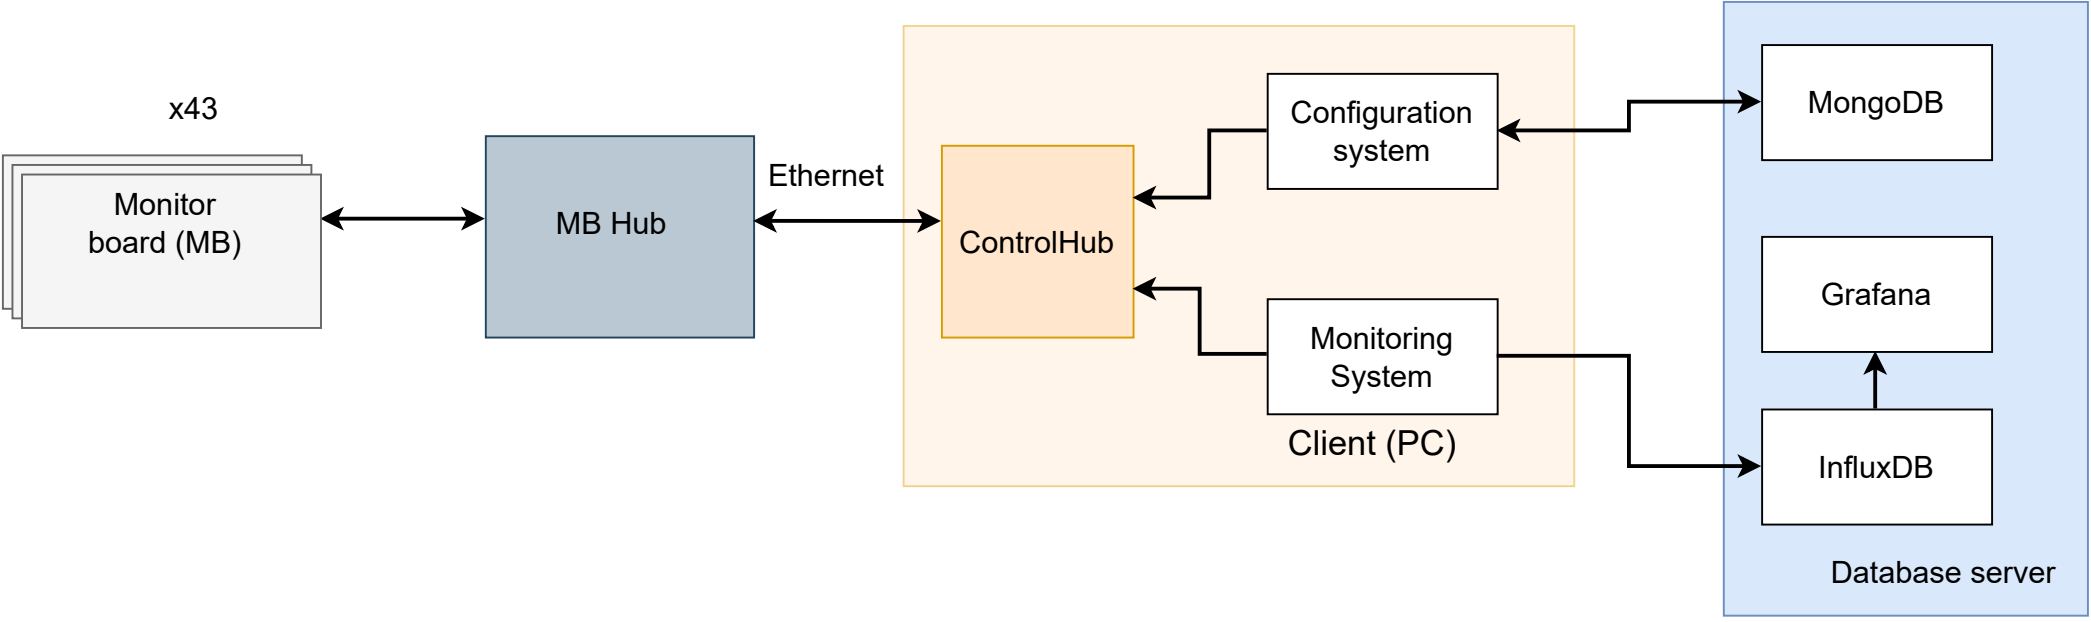 x43
Monitor
board (MB)
MB Hub
Ethernet
ControlHub
Configuration
system
Monitoring
System
Client (PC)
MongoDB
Grafana
InfluxDB
Database server